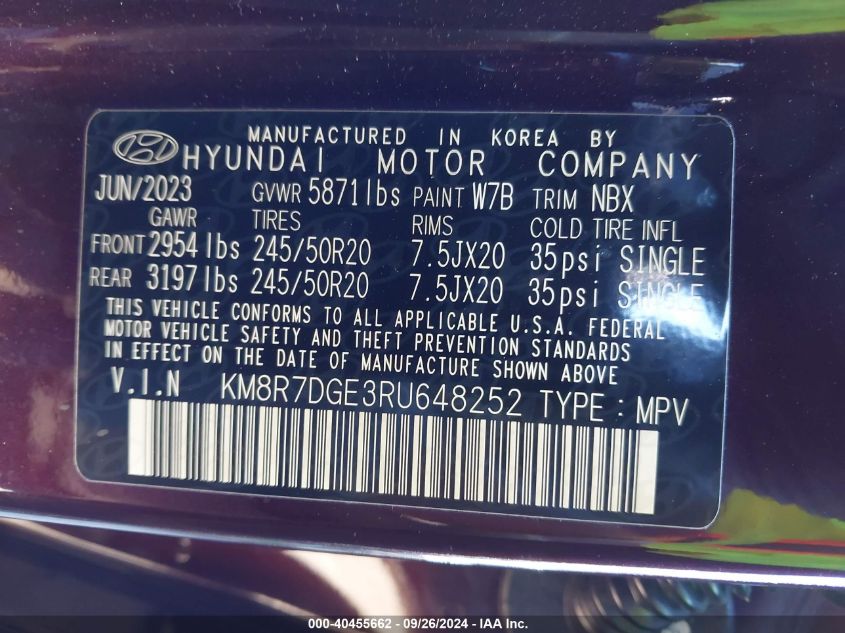 MANUFACTURED IN KOREA BY
HYUNDAI MOTOR COMPANY
JUN/2023 GVWR 5871lbs PAINT W7B TRIM NBX
GAWR TIRES RIMS COLD TIRE INFL
FRONT 2954lbs 245/50R20 7.5JX20 35psi SINGLE
REAR 3197lbs 245/50R20 7.5JX20 35psi SINGLE
THIS VEHICLE CONFORMS TO ALL APPLICABLE U.S.A. FEDERAL
MOTOR VEHICLE SAFETY AND THEFT PREVENTION STANDARDS
IN EFFECT ON THE DATE OF MANUFACTURE SHOWN ABOVE
V.I.N KM8R7DGE3RU648252 TYPE : MPV
000-40455662 - 09/26/2024 - IAA, Inc.